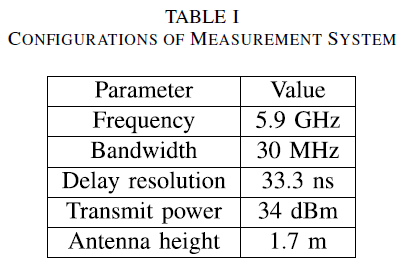 TABLE I
CONFIGURATIONS OF MEASUREMENT SYSTEM
Parameter Value
Frequency 5.9 GHz
Bandwidth 30 MHz
Delay resolution 33.3 ns
Transmit power 34 dBm
Antenna height 1.7 m